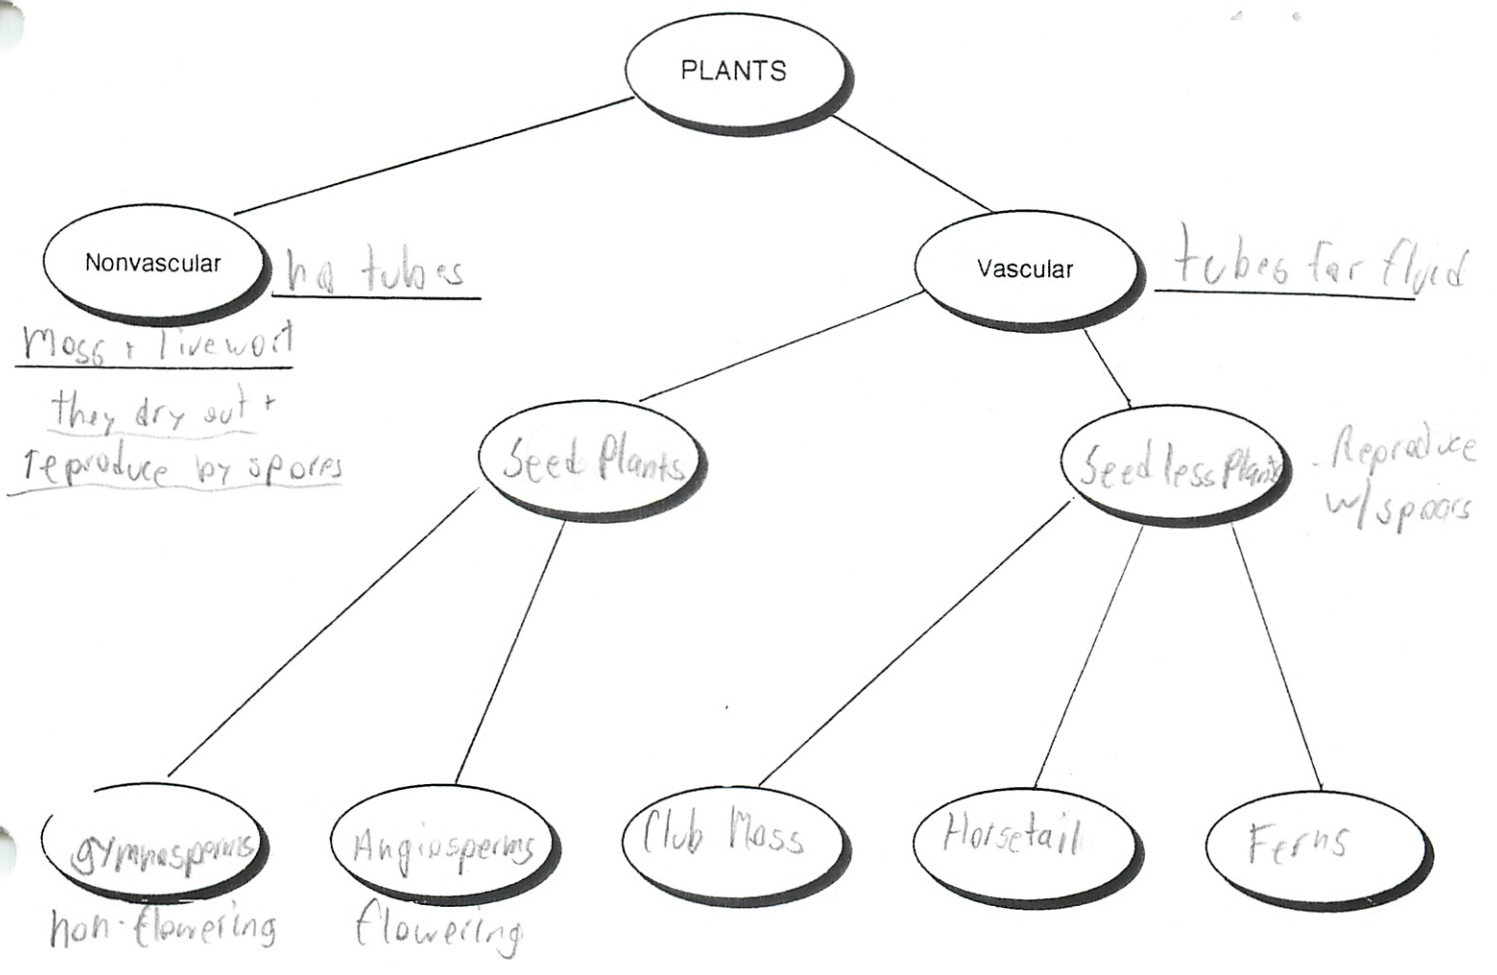 PLANTS
Nonvascular
no tubes
Vascular
tubes for fluid
Moss + livewort
they dry out +
reproduce by spores
Seed Plants
Seedless Plants
- Reproduce
w/ spoors
gymnosperms
non-flowering
Angiosperms
flowering
Club Moss
Horsetail
Ferns